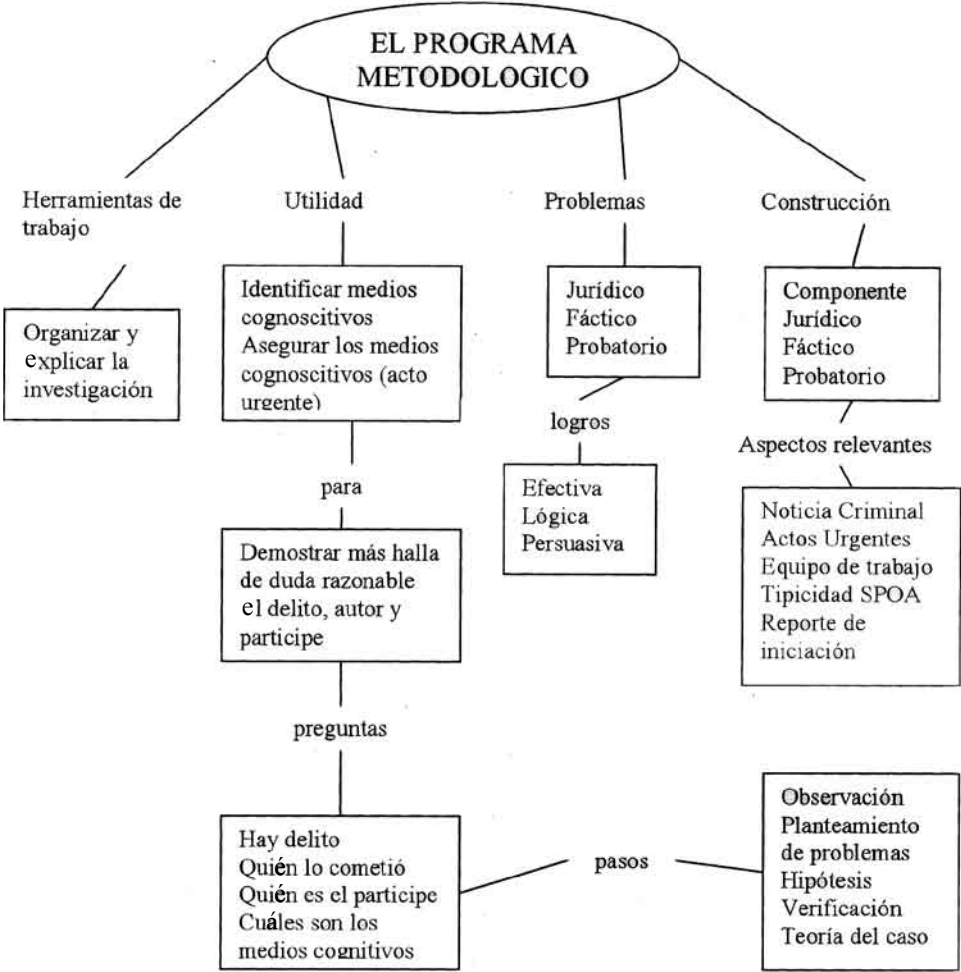 EL PROGRAMA
METODOLOGICO
Herramientas de
trabajo
Utilidad
Problemas
Construcción
Organizar y
explicar la
investigación
Identificar medios
cognoscitivos
Asegurar los medios
cognoscitivos (acto
urgente)
Jurídico
Fáctico
Probatorio
Componente
Jurídico
Fáctico
Probatorio
logros
Aspectos relevantes
para
Efectiva
Lógica
Persuasiva
Noticia Criminal
Actos Urgentes
Equipo de trabajo
Tipicidad SPOA
Reporte de
iniciación
Demostrar más halla
de duda razonable
el delito, autor y
participe
preguntas
Hay delito
Quién lo cometió
Quién es el participe
Cuáles son los
medios cognitivos
pasos
Observación
Planteamiento
de problemas
Hipótesis
Verificación
Teoría del caso